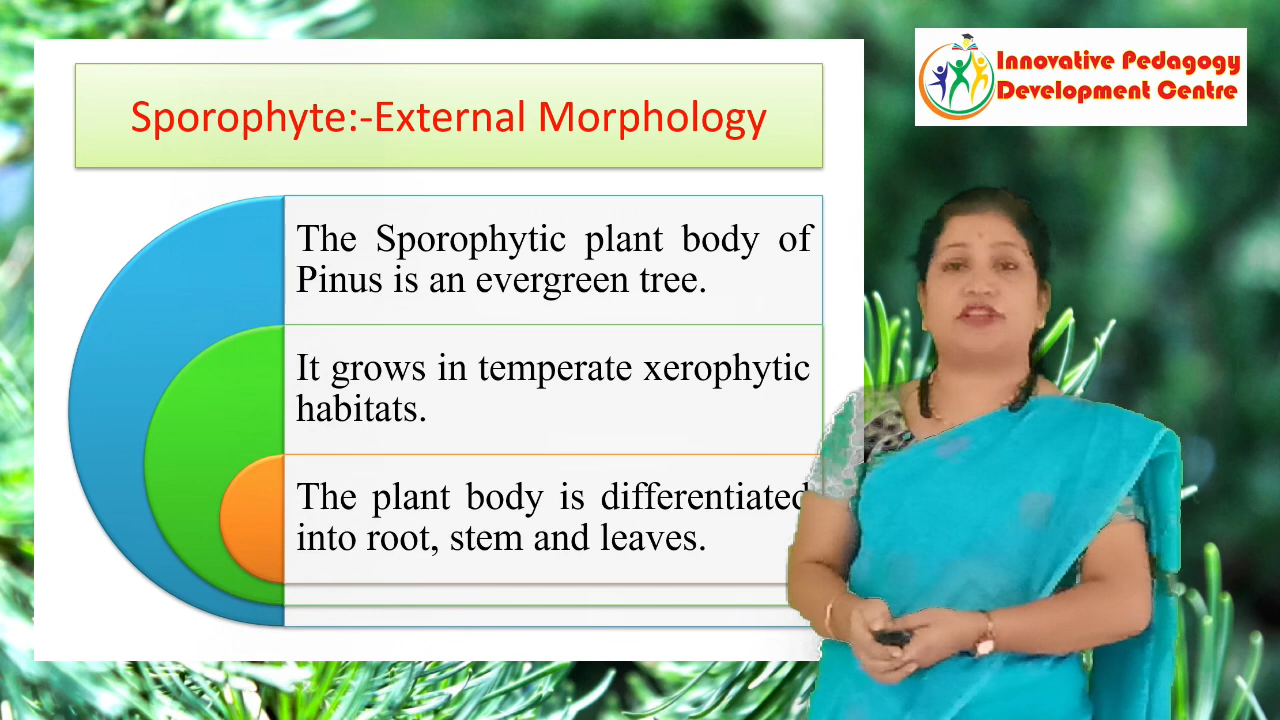 Innovative Pedagogy
Development Centre
Sporophyte:-External Morphology
The Sporophytic plant body of
Pinus is an evergreen tree.
It grows in temperate xerophytic
habitats.
The plant body is differentiated
into root, stem and leaves.